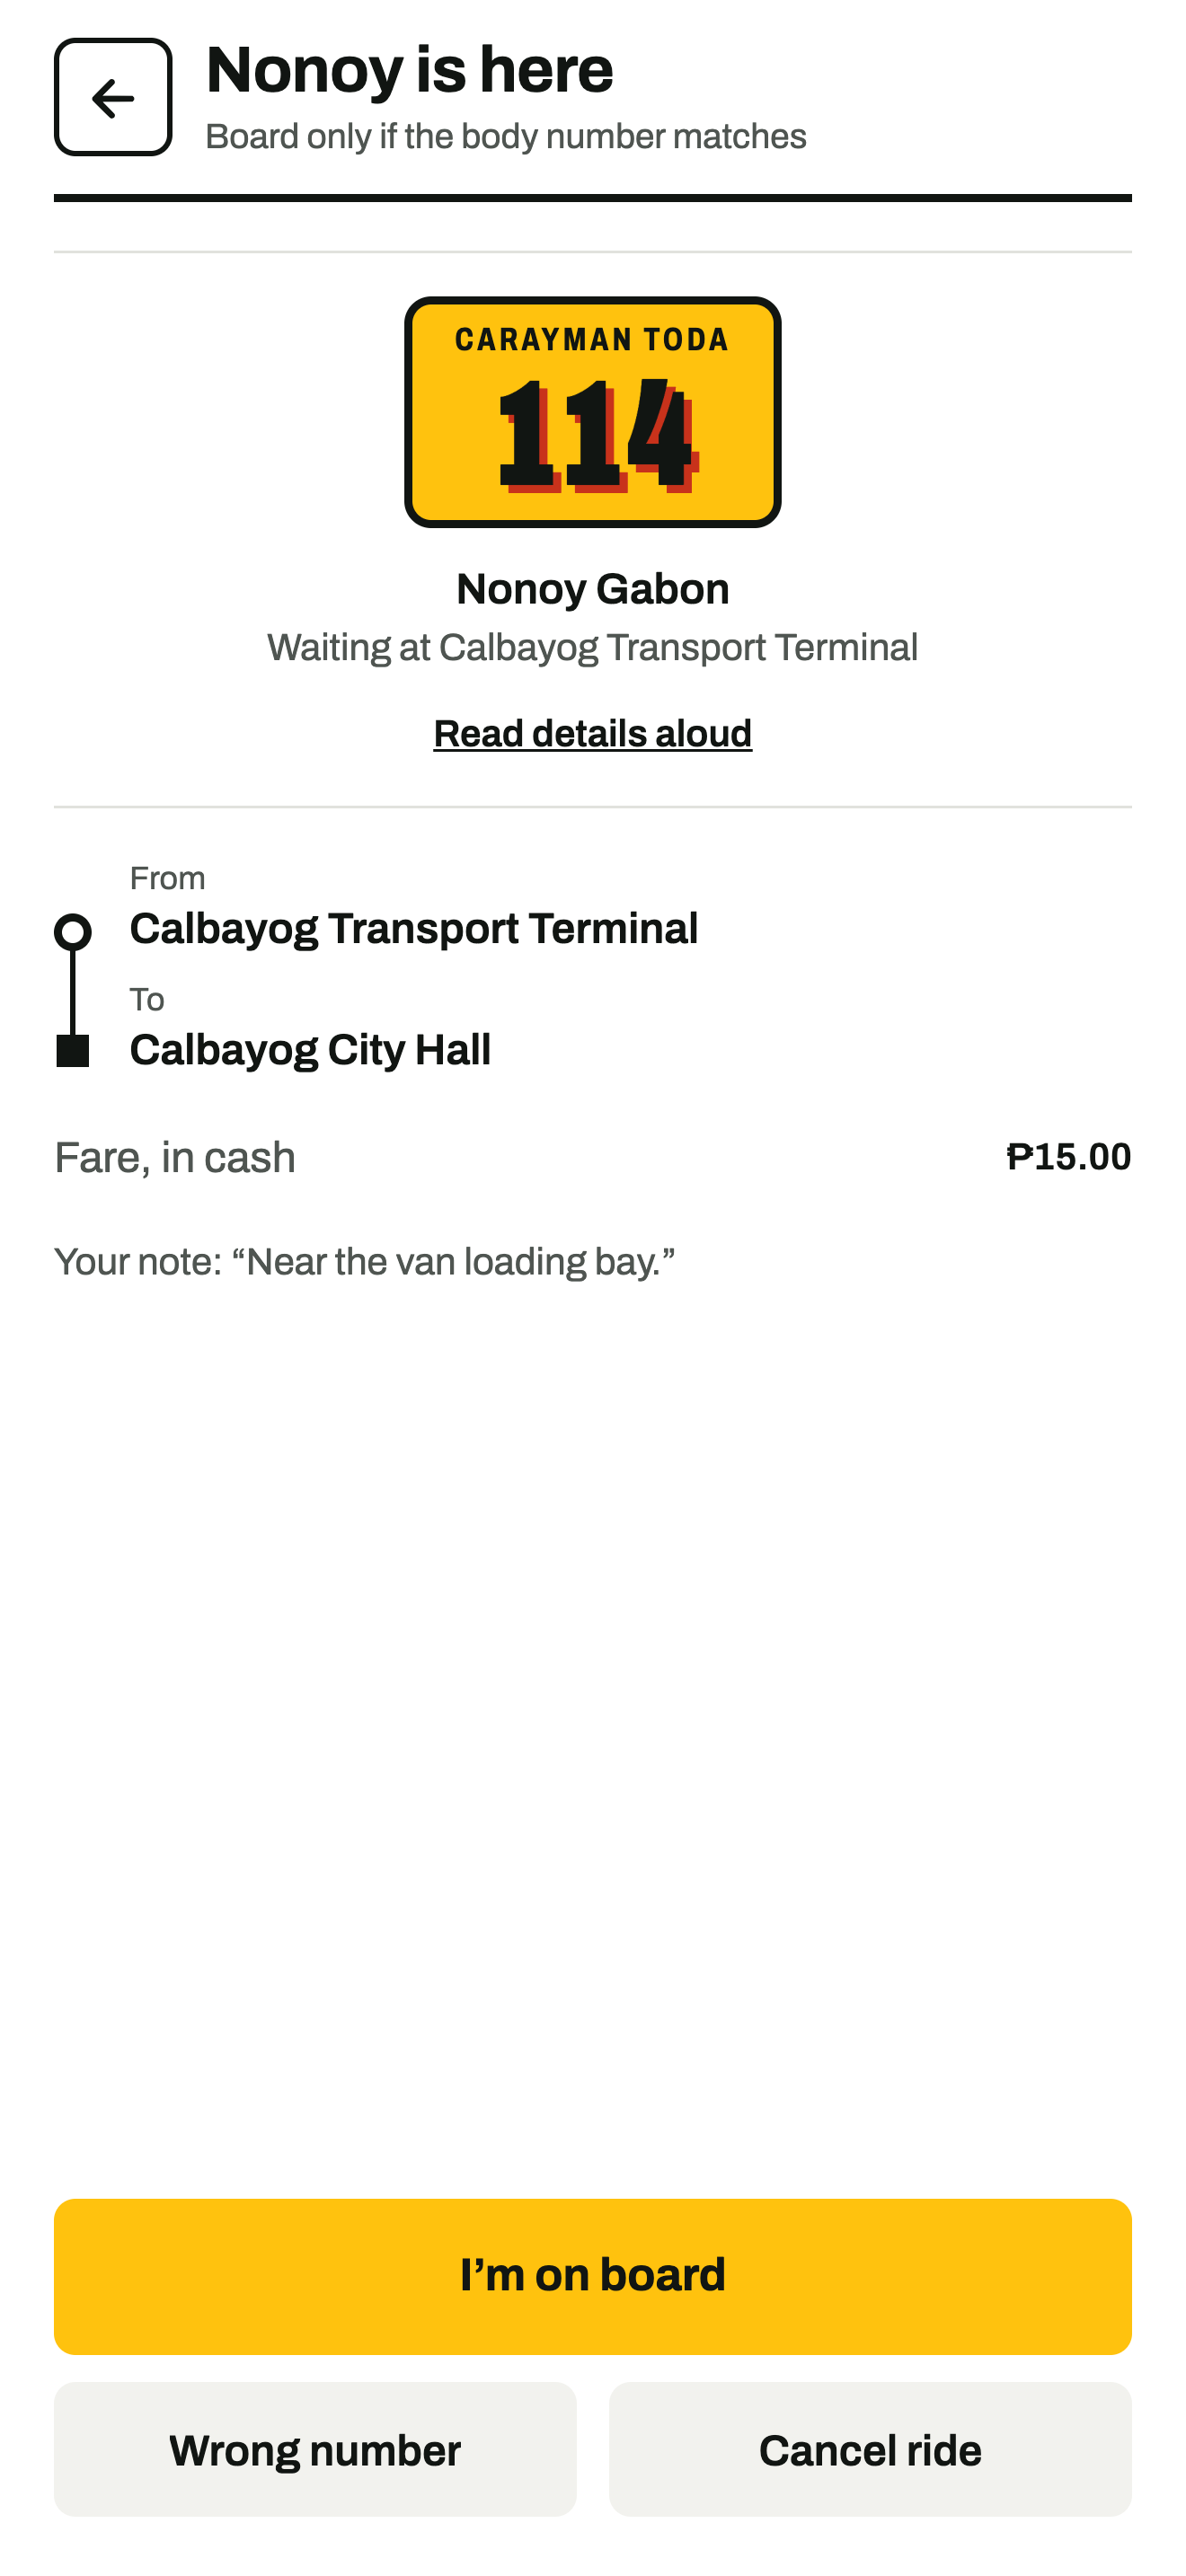 Nonoy is here
Board only if the body number matches
CARAYMAN TODA
114
Nonoy Gabon
Waiting at Calbayog Transport Terminal
Read details aloud
From
Calbayog Transport Terminal
To
Calbayog City Hall
Fare, in cash ₱15.00
Your note: “Near the van loading bay.”
I’m on board
Wrong number Cancel ride